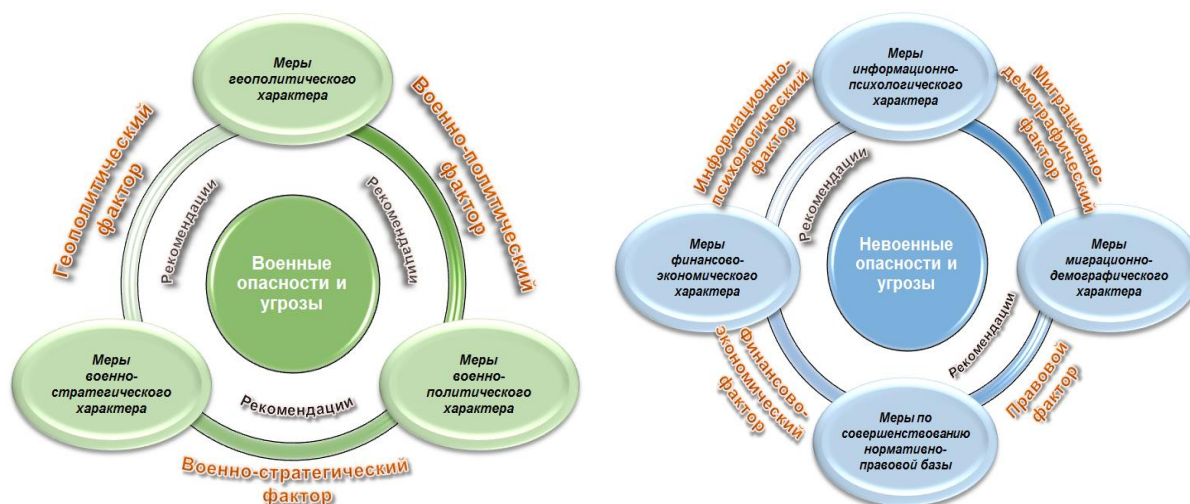 Меры
геополитического
характера
Геополитический
фактор
Военно-политический
фактор
Рекомендации
Рекомендации
Военные
опасности и
угрозы
Меры
военно-
стратегического
характера
Меры
военно-
политического
характера
Рекомендации
Военно-стратегический
фактор
Меры
информационно-
психологического
характера
Информационно-
психологический
фактор
Миграционно-
демографический
фактор
Рекомендации
Меры
финансово-
экономического
характера
Невоенные
опасности и
угрозы
Меры
миграционно-
демографического
характера
Рекомендации
Финансово-
экономический
фактор
Правовой
фактор
Меры по
совершенствованию
нормативно-
правовой базы